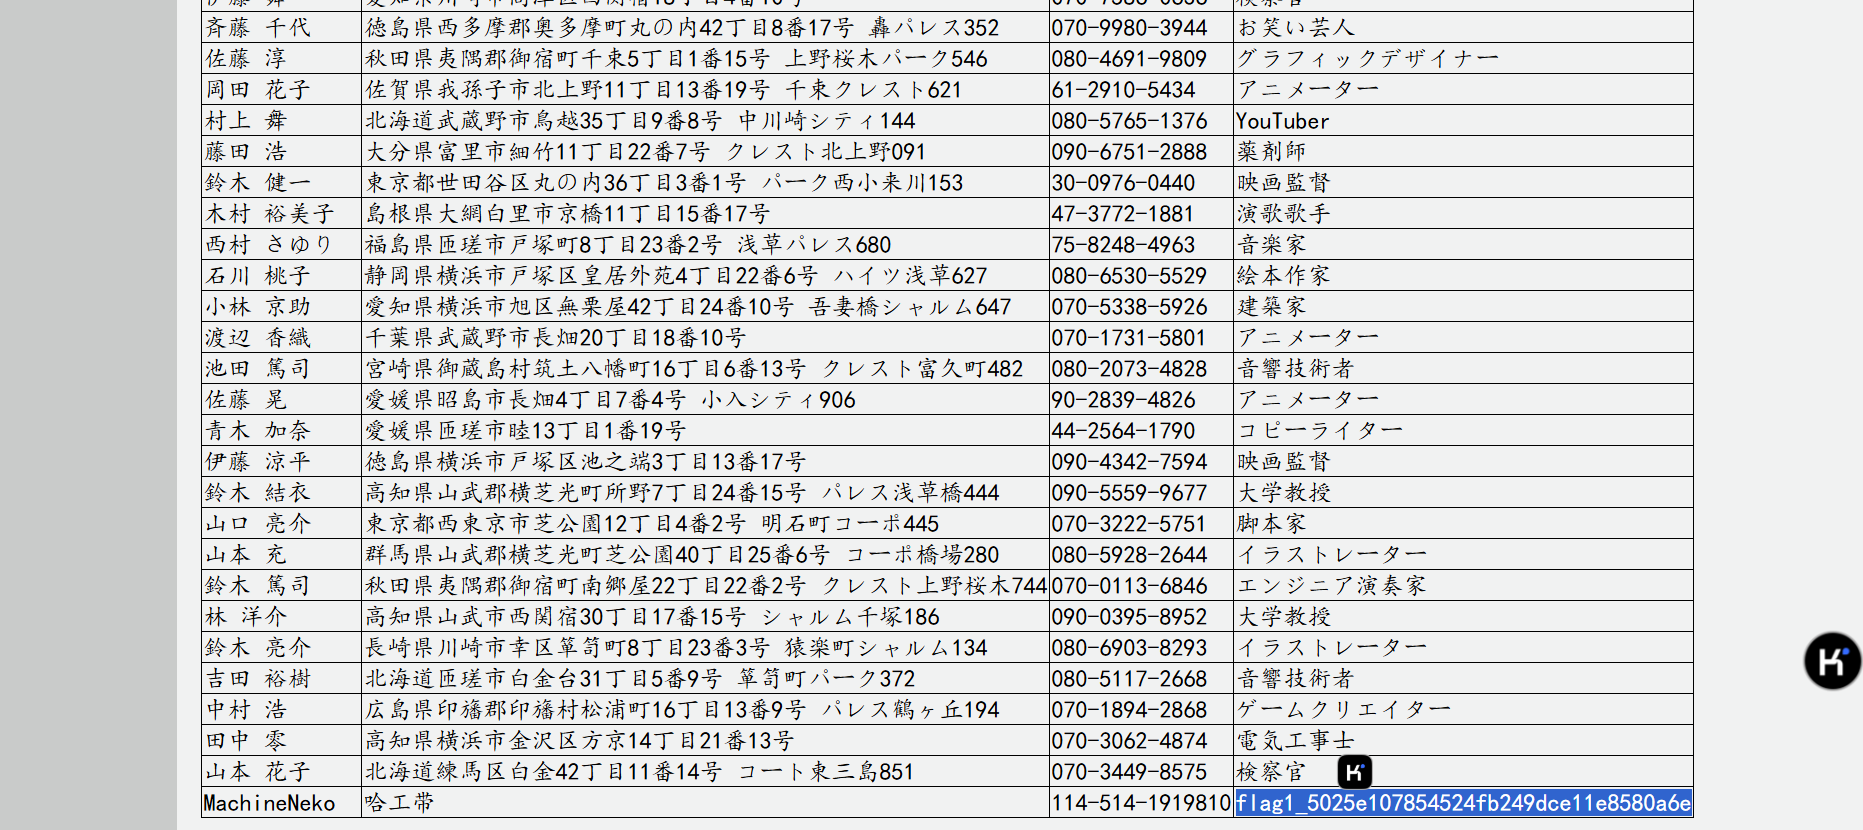 斉藤 千代 徳島県西多摩郡奥多摩町丸の内42丁目8番17号 轟パレス352 070-9980-3944 お笑い芸人
佐藤 淳 秋田県夷隅郡御宿町千束5丁目1番15号 上野桜木パーク546 080-4691-9809 グラフィックデザイナー
岡田 花子 佐賀県我孫子市北上野11丁目13番19号 千束クレスト621 61-2910-5434 アニメーター
村上 舞 北海道武蔵野市鳥越35丁目9番8号 中川崎シティ144 080-5765-1376 YouTuber
藤田 浩 大分県富里市細竹11丁目22番7号 クレスト北上野091 090-6751-2888 薬剤師
鈴木 健一 東京都世田谷区丸の内36丁目3番1号 パーク西小来川153 30-0976-0440 映画監督
木村 裕美子 島根県大網白里市京橋11丁目15番17号 47-3772-1881 演歌歌手
西村 さゆり 福島県匝瑳市戸塚町8丁目23番2号 浅草パレス680 75-8248-4963 音楽家
石川 桃子 静岡県横浜市戸塚区皇居外苑4丁目22番6号 ハイツ浅草627 080-6530-5529 絵本作家
小林 京助 愛知県横浜市旭区無栗屋42丁目24番10号 吾妻橋シャルム647 070-5338-5926 建築家
渡辺 香織 千葉県武蔵野市長畑20丁目18番10号 070-1731-5801 アニメーター
池田 篤司 宮崎県御蔵島村筑土八幡町16丁目6番13号 クレスト富久町482 080-2073-4828 音響技術者
佐藤 晃 愛媛県昭島市長畑4丁目7番4号 小入シティ906 90-2839-4826 アニメーター
青木 加奈 愛媛県匝瑳市睦13丁目1番19号 44-2564-1790 コピーライター
伊藤 涼平 徳島県横浜市戸塚区池之端3丁目13番17号 090-4342-7594 映画監督
鈴木 結衣 高知県山武郡横芝光町所野7丁目24番15号 パレス浅草橋444 090-5559-9677 大学教授
山口 亮介 東京都西東京市芝公園12丁目4番2号 明石町コーポ445 070-3222-5751 脚本家
山本 充 群馬県山武郡横芝光町芝公園40丁目25番6号 コーポ橋場280 080-5928-2644 イラストレーター
鈴木 篤司 秋田県夷隅郡御宿町南郷屋22丁目22番2号 クレスト上野桜木744 070-0113-6846 エンジニア演奏家
林 洋介 高知県山武市西関宿30丁目17番15号 シャルム千塚186 090-0395-8952 大学教授
鈴木 亮介 長崎県川崎市幸区箪笥町8丁目23番3号 猿楽町シャルム134 080-6903-8293 イラストレーター
吉田 裕樹 北海道匝瑳市白金台31丁目5番9号 箪笥町パーク372 080-5117-2668 音響技術者
中村 浩 広島県印旛郡印旛村松浦町16丁目13番9号 パレス鶴ヶ丘194 070-1894-2868 ゲームクリエイター
田中 零 高知県横浜市金沢区方京14丁目21番13号 070-3062-4874 電気工事士
山本 花子 北海道練馬区白金42丁目11番14号 コート東三島851 070-3449-8575 検察官
MachineNeko 哈工带 114-514-1919810 flag1_5025e107854524fb249dce11e8580a6e